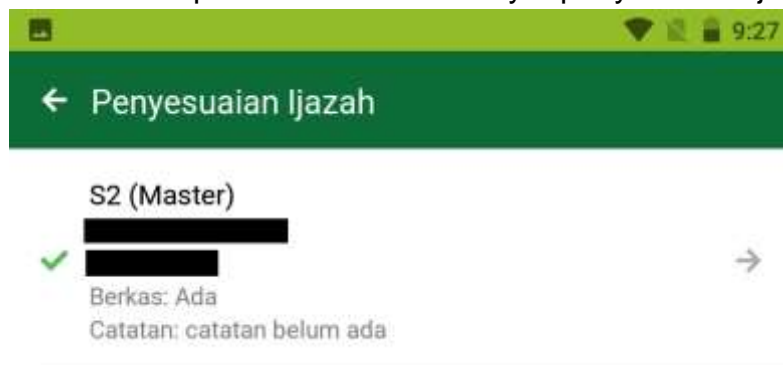 9:27
Penyesuaian Ijazah
S2 (Master)
Berkas: Ada
Catatan: catatan belum ada